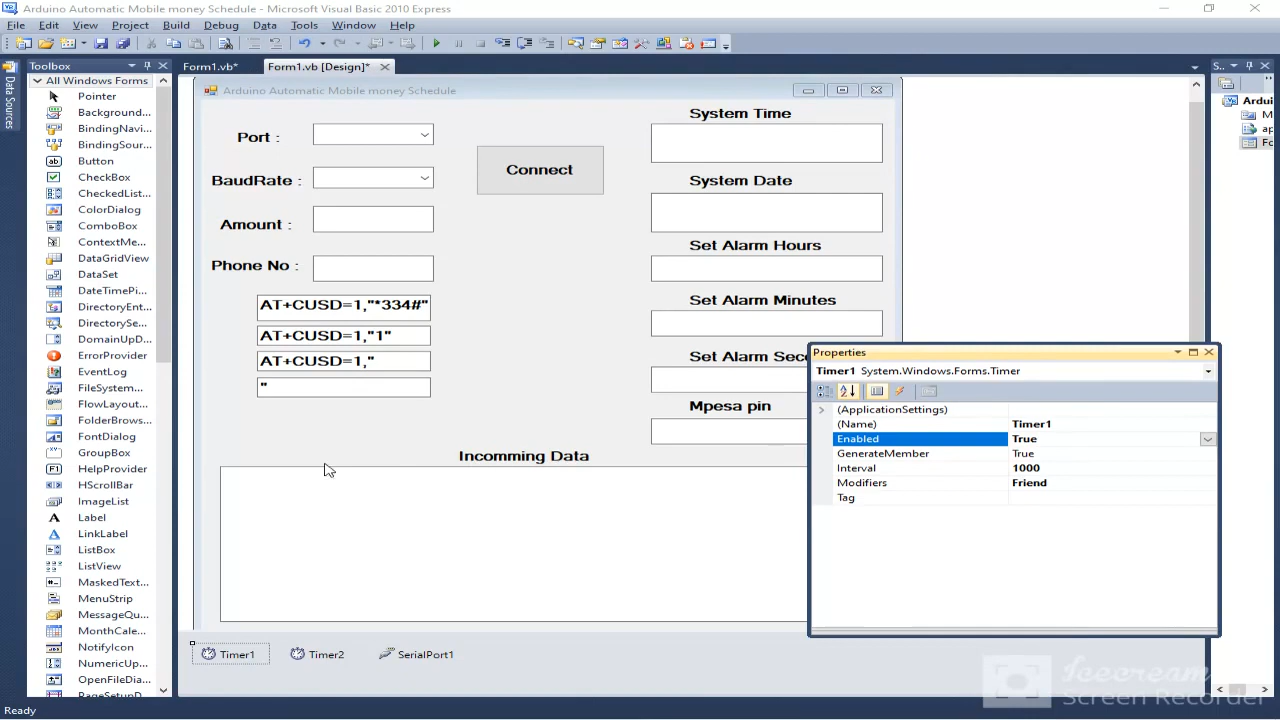 Arduino Automatic Mobile money Schedule - Microsoft Visual Basic 2010 Express
File Edit View Project Build Debug Data Tools Window Help
Toolbox
Form1.vb*
Form1.vb [Design]*
S..
Data Sources
All Windows Forms
Pointer
Background...
BindingNavi...
BindingSour...
Button
CheckBox
CheckedList...
ColorDialog
ComboBox
ContextMe...
DataGridView
DataSet
DateTimePi...
DirectoryEnt...
DirectorySe...
DomainUpD...
ErrorProvider
EventLog
FileSystem...
FlowLayout...
FolderBrows...
FontDialog
GroupBox
HelpProvider
HScrollBar
ImageList
Label
LinkLabel
ListBox
ListView
MaskedText...
MenuStrip
MessageQu...
MonthCale...
NotifyIcon
NumericUp...
OpenFileDia...
PageSetupD
Arduino Automatic Mobile money Schedule
Port :
BaudRate :
Amount :
Phone No :
Connect
AT+CUSD=1,"*334#"
AT+CUSD=1,"1"
AT+CUSD=1,"
"
System Time
System Date
Set Alarm Hours
Set Alarm Minutes
Set Alarm Seco
Mpesa pin
Incomming Data
Timer1
Timer2
SerialPort1
Ardui
M
ap
Fo
Properties
Timer1 System.Windows.Forms.Timer
(ApplicationSettings)
(Name) Timer1
Enabled True
GenerateMember True
Interval 1000
Modifiers Friend
Tag
Icecream
Screen Recorder
Ready